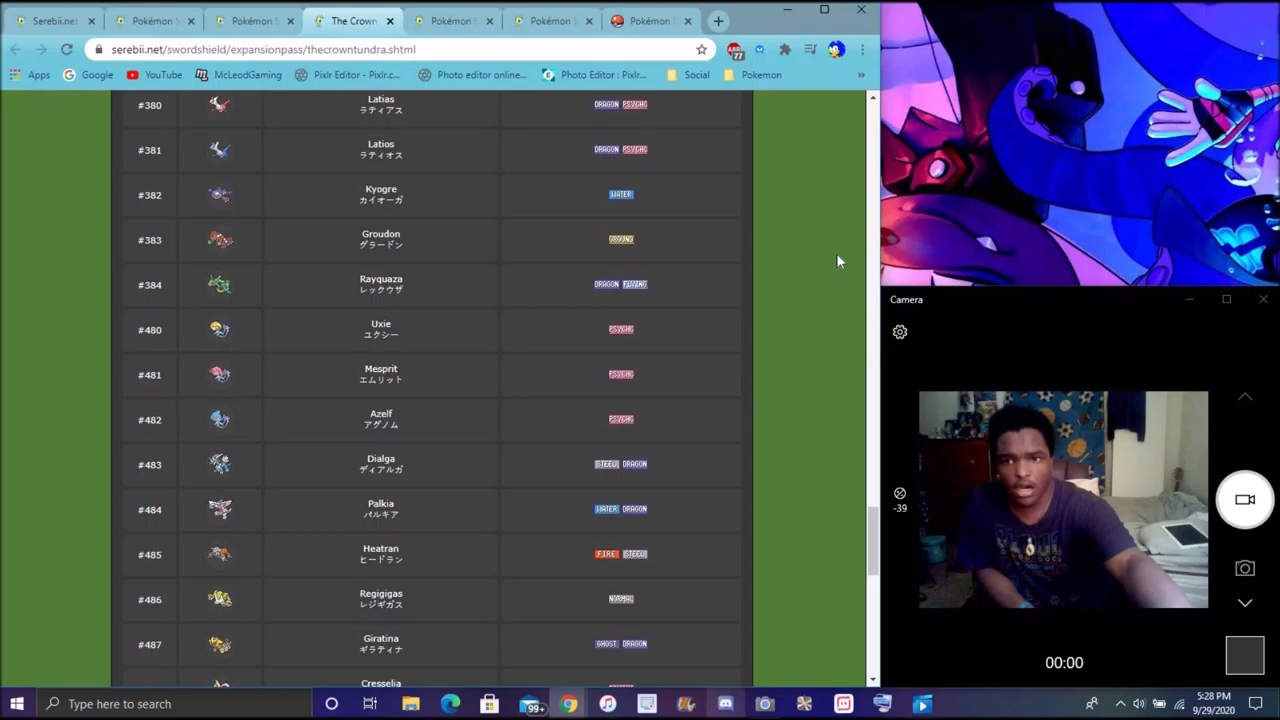 Serebii.net
Pokémon S
Pokémon S
The Crown
Pokémon S
Pokémon S
Pokémon
serebii.net/swordshield/expansionpass/thecrowntundra.shtml
77
Apps
Google
YouTube
McLeodGaming
Pixlr Editor - Pixlr.c...
Photo editor online...
Photo Editor : Pixlr...
Social
Pokemon
»
#380 Latias DRAGON PSYCHC
ラティアス
#381 Latios DRAGON PSYCHC
ラティオス
#382 Kyogre WATER
カイオーガ
#383 Groudon GROUND
グラードン
#384 Rayquaza DRAGON FLYING
レックウザ
#480 Uxie PSYCHC
ユクシー
#481 Mesprit PSYCHC
エムリット
#482 Azelf PSYCHC
アグノム
#483 Dialga STEEL DRAGON
ディアルガ
#484 Palkia WATER DRAGON
パルキア
#485 Heatran FIRE STEEL
ヒードラン
#486 Regigigas NORMAL
レジギガス
#487 Giratina GHOST DRAGON
ギラティナ
Cresselia
Camera
-39
00:00
Type here to search
99+
5:28 PM
9/29/2020